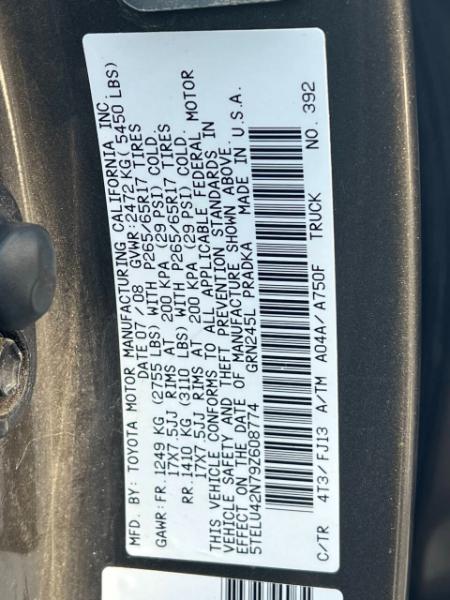 MFD. BY: TOYOTA MOTOR MANUFACTURING CALIFORNIA INC.
DATE 07 / 08 GVWR: 2472 KG ( 5450 LBS)
GAWR: FR. 1249 KG (2755 LBS) WITH P265/65R17 TIRES
17X7.5JJ RIMS AT 200 KPA (29 PSI) COLD.
RR. 1410 KG (3110 LBS) WITH P265/65R17 TIRES
17X7.5JJ RIMS AT 200 KPA (29 PSI) COLD.
THIS VEHICLE CONFORMS TO ALL APPLICABLE FEDERAL MOTOR
VEHICLE SAFETY AND THEFT PREVENTION STANDARDS IN
EFFECT ON THE DATE OF MANUFACTURE SHOWN ABOVE.
5TELU42N79Z608774 GRN245L PRADKA MADE IN U.S.A.
C/TR 4T3/ FJ13 A/TM A04A/ A750F TRUCK NO. 392